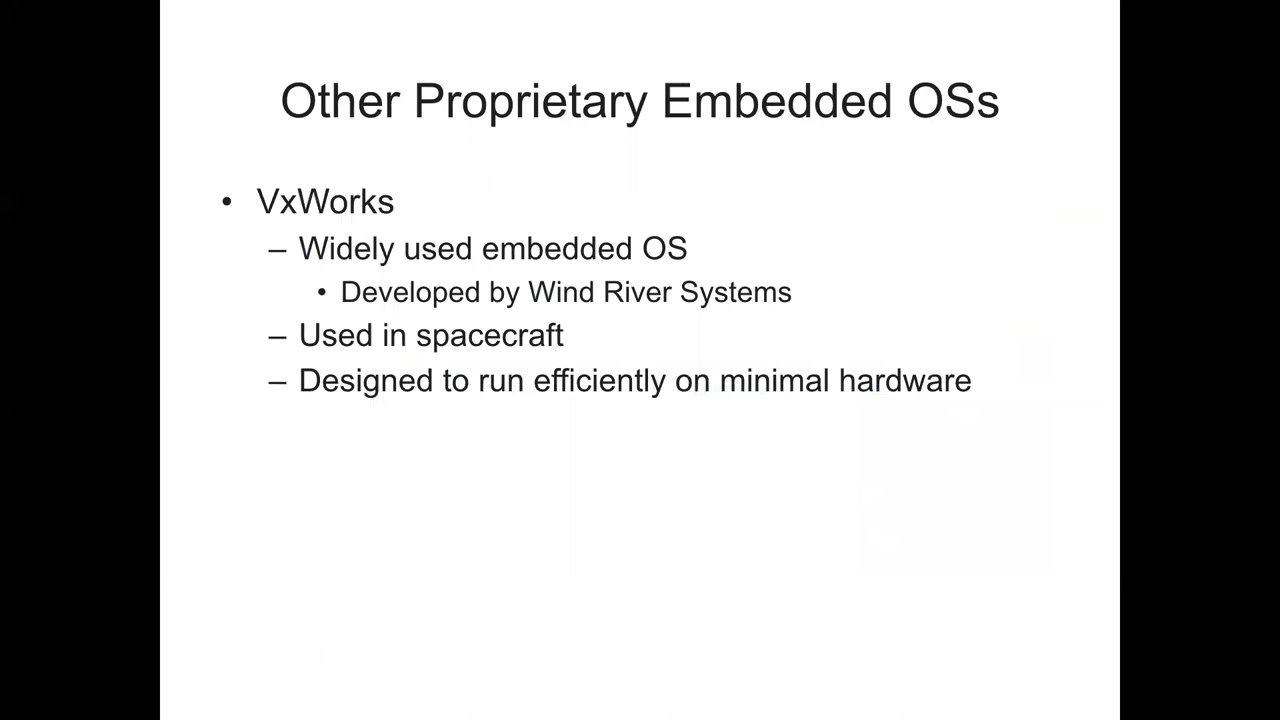 Other Proprietary Embedded OSs
• VxWorks
– Widely used embedded OS
• Developed by Wind River Systems
– Used in spacecraft
– Designed to run efficiently on minimal hardware